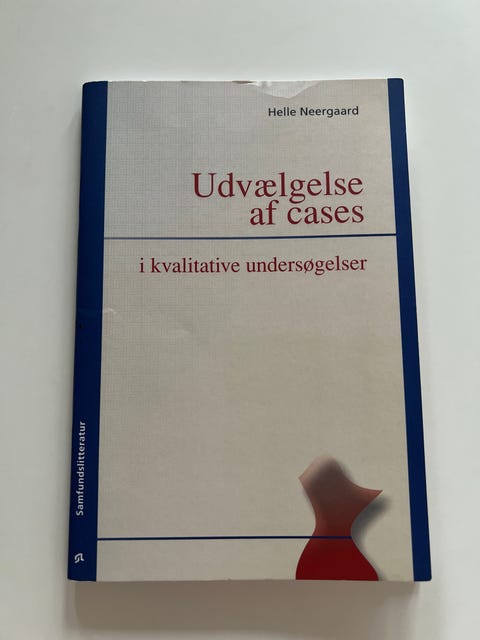 Helle Neergaard
Udvælgelse
af cases
i kvalitative undersøgelser
Samfundslitteratur